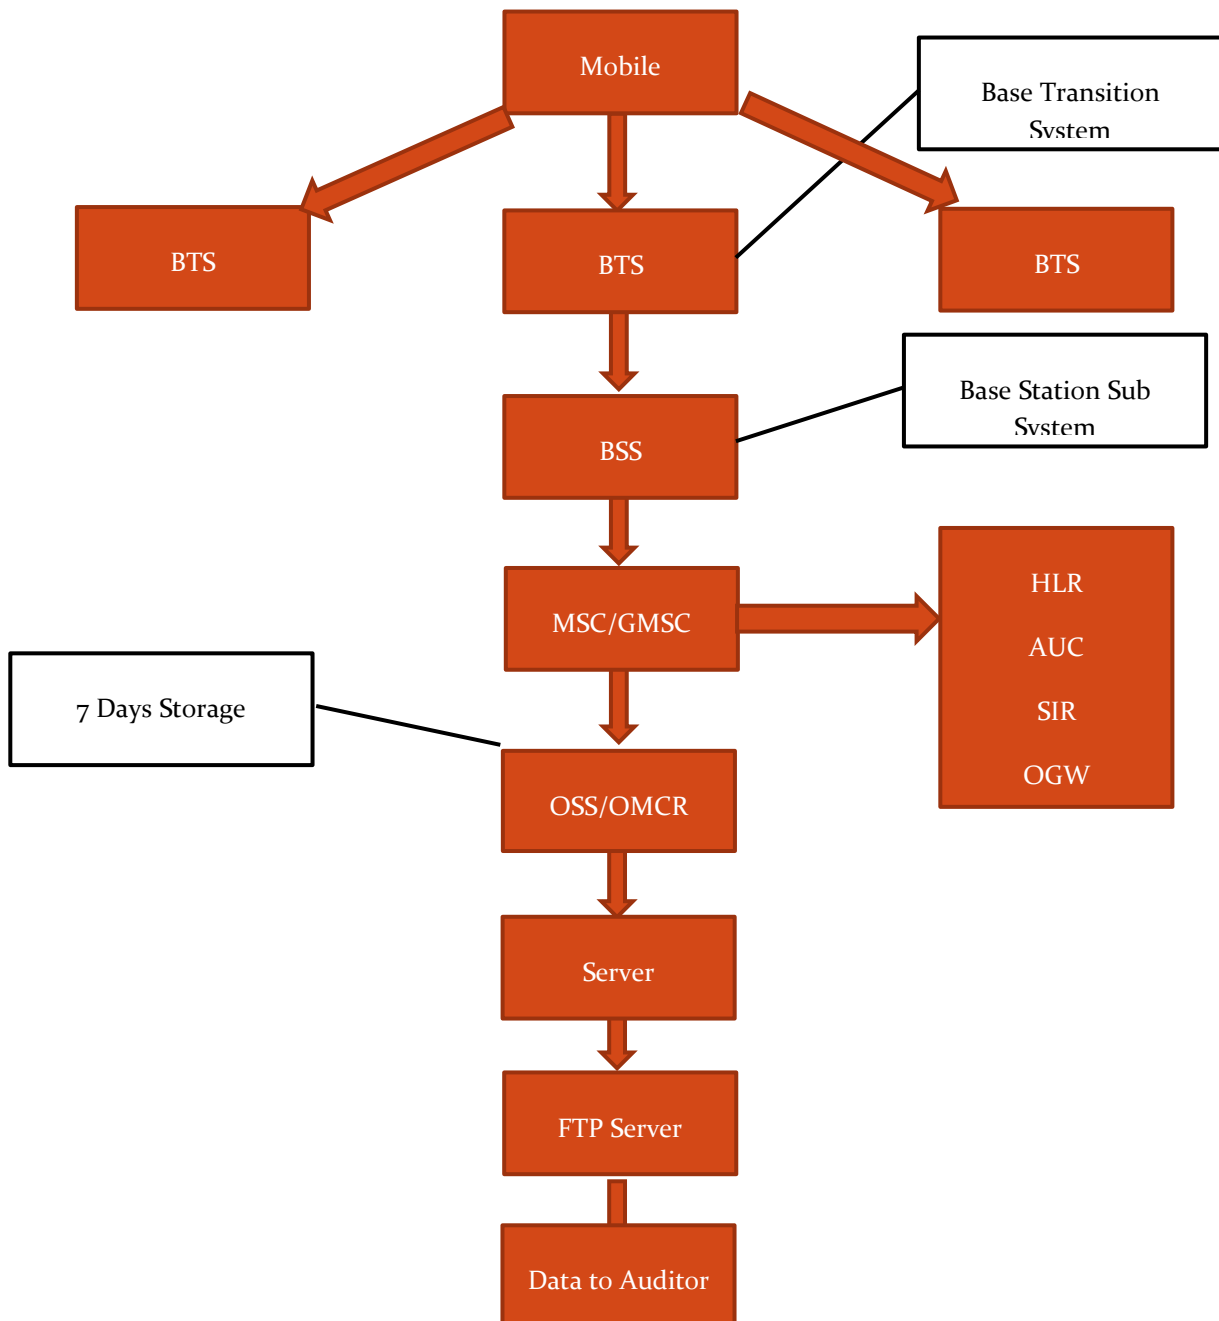 Mobile
Base Transition
System
BTS
BTS
BTS
Base Station Sub
System
BSS
HLR
MSC/GMSC
AUC
7 Days Storage
SIR
OGW
OSS/OMCR
Server
FTP Server
Data to Auditor